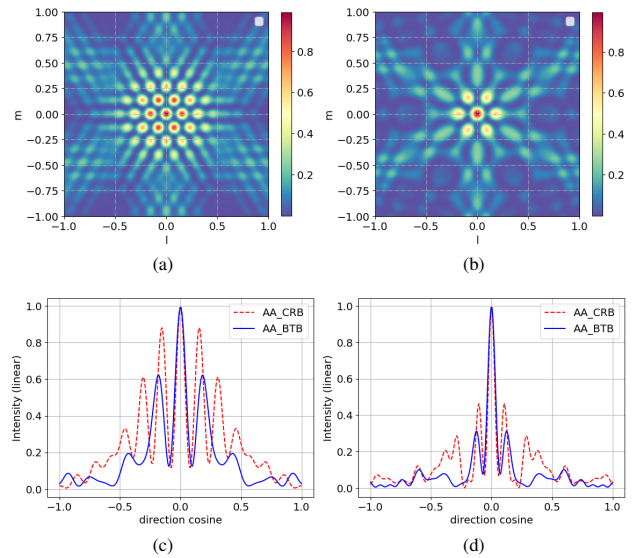 1.00
0.75
0.50
0.25
0.00
−0.25
−0.50
−0.75
−1.00
m
−1.0 −0.5 0.0 0.5 1.0
l
0.8
0.6
0.4
0.2
(a)
1.00
0.75
0.50
0.25
0.00
−0.25
−0.50
−0.75
−1.00
m
−1.0 −0.5 0.0 0.5 1.0
l
0.8
0.6
0.4
0.2
(b)
1.0
0.8
0.6
0.4
0.2
0.0
Intensity (linear)
AA_CRB
AA_BTB
−1.0 −0.5 0.0 0.5 1.0
direction cosine
(c)
1.0
0.8
0.6
0.4
0.2
0.0
Intensity (linear)
AA_CRB
AA_BTB
−1.0 −0.5 0.0 0.5 1.0
direction cosine
(d)